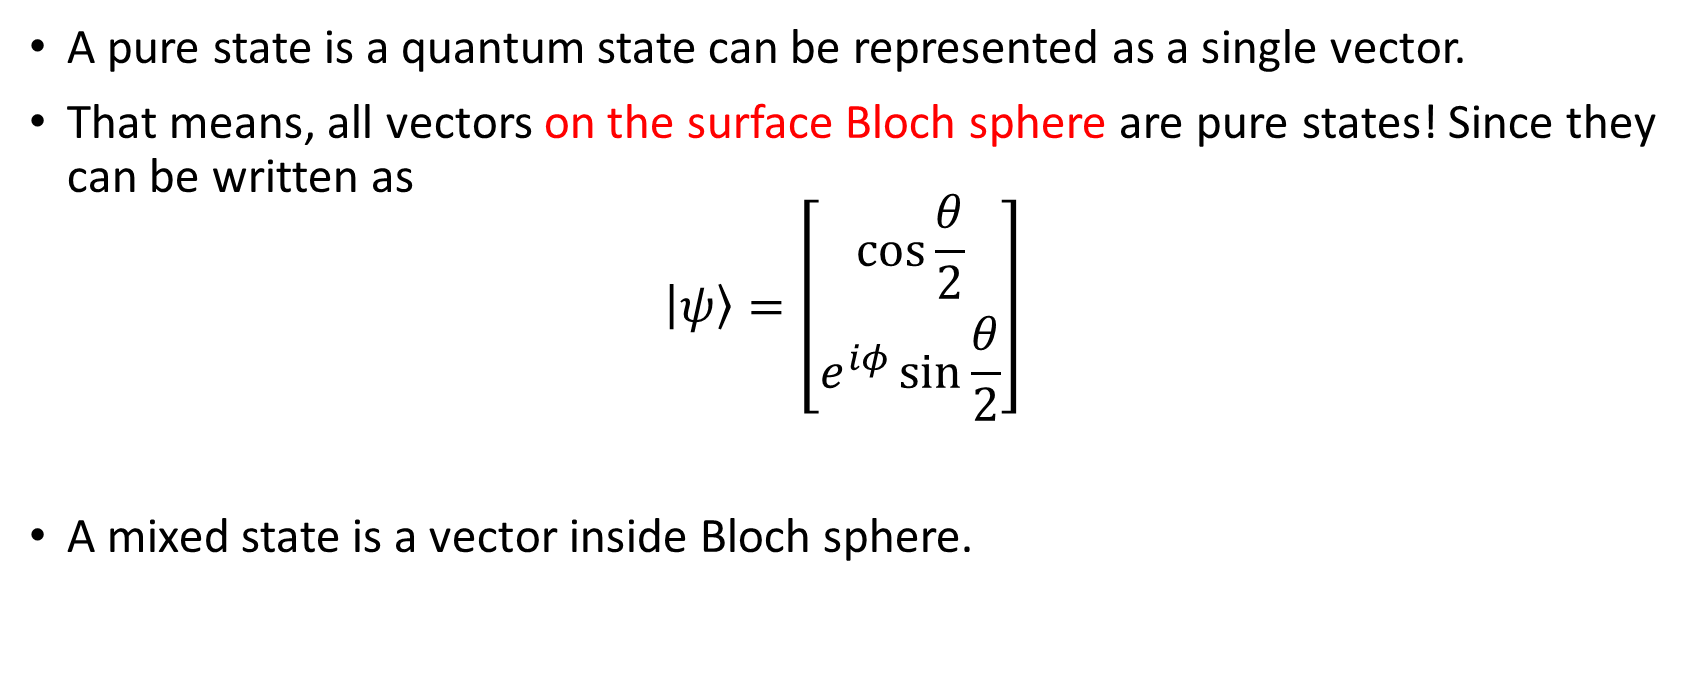 • A pure state is a quantum state can be represented as a single vector.
• That means, all vectors on the surface Bloch sphere are pure states! Since they
can be written as
|ψ⟩ = [cos θ/2
e^{iϕ} sin θ/2]
• A mixed state is a vector inside Bloch sphere.